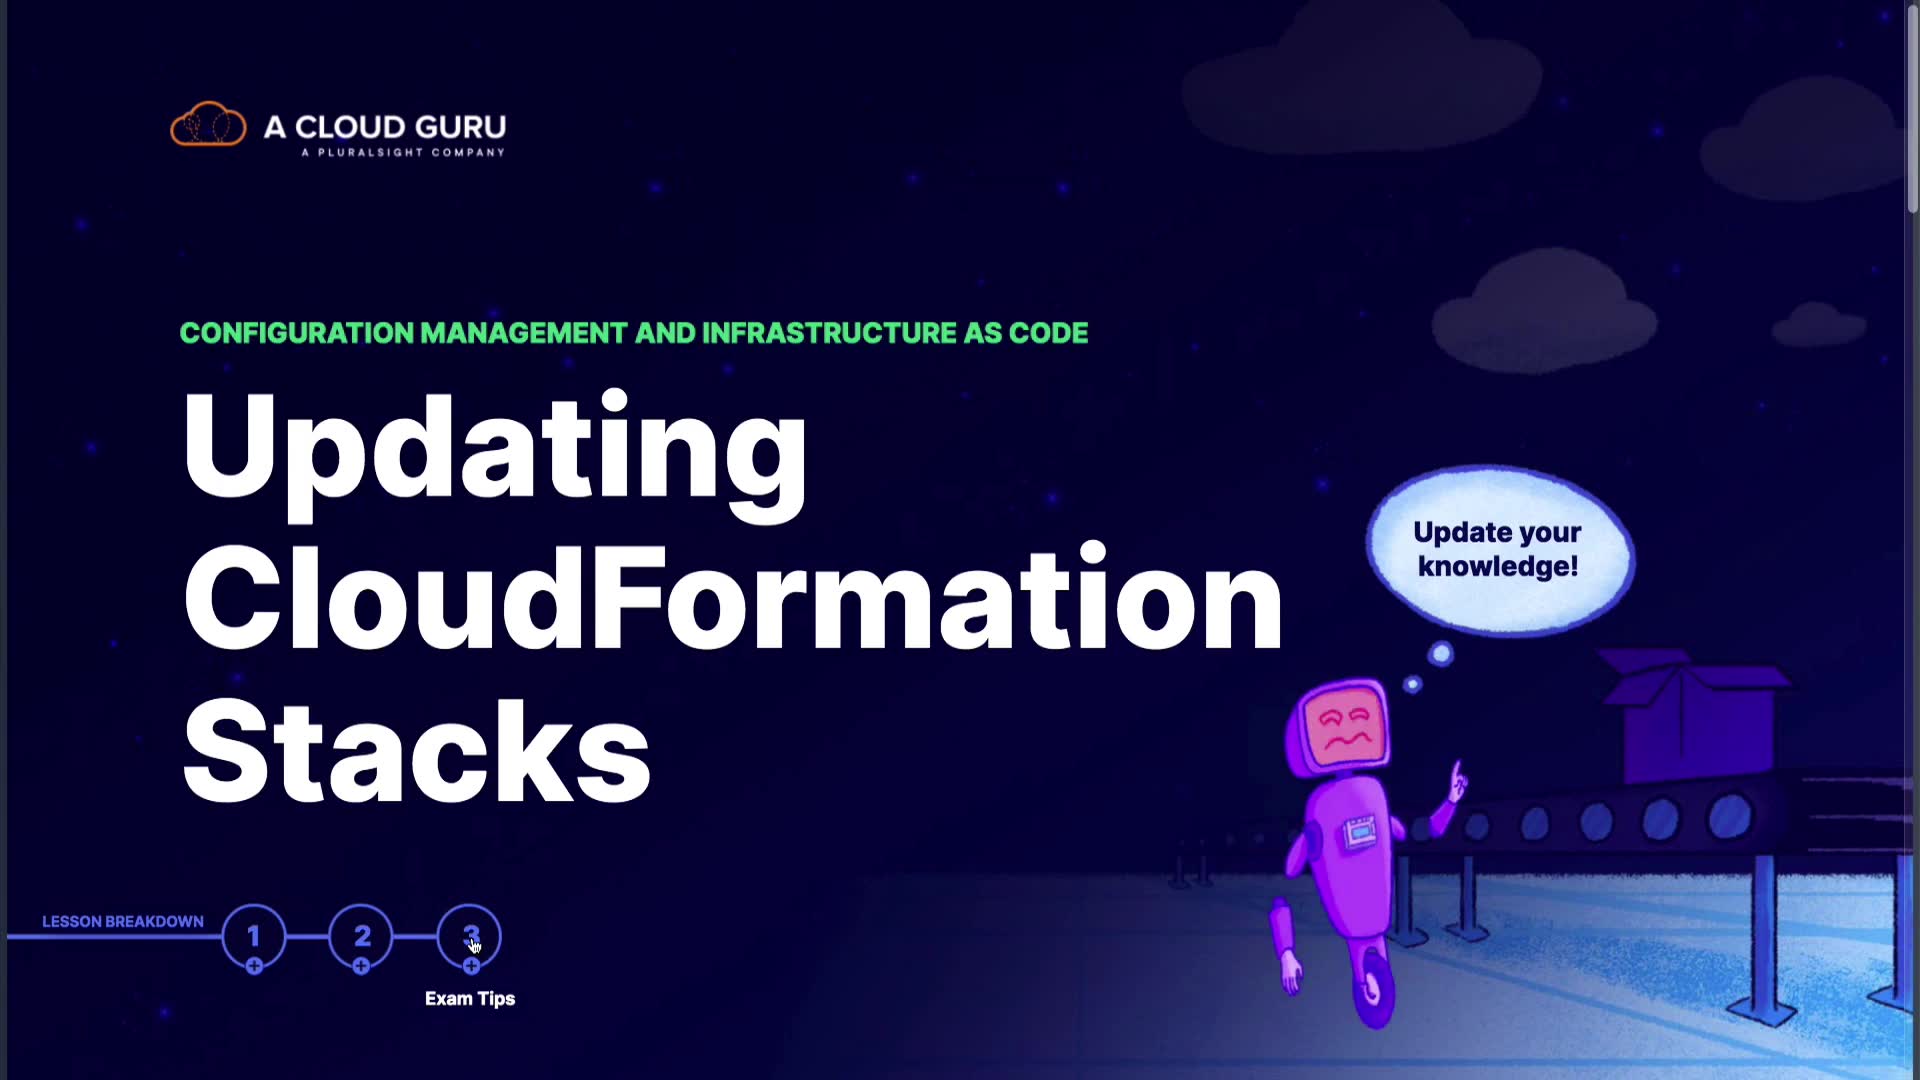 A CLOUD GURU
A PLURALSIGHT COMPANY
CONFIGURATION MANAGEMENT AND INFRASTRUCTURE AS CODE
Updating
CloudFormation
Stacks
Update your
knowledge!
LESSON BREAKDOWN
1
2
3
Exam Tips